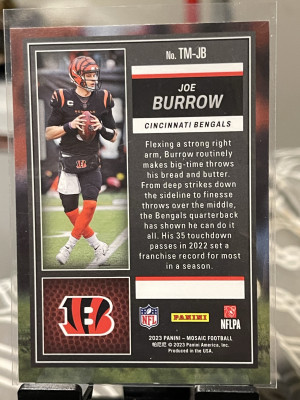 No. TM-JB
JOE
BURROW
CINCINNATI BENGALS
Flexing a strong right
arm, Burrow routinely
makes big-time throws
his bread and butter.
From deep strikes down
the sideline to finesse
throws over the middle,
the Bengals quarterback
has shown he can do it
all. His 35 touchdown
passes in 2022 set a
franchise record for most
in a season.
NFL
PANINI
NFLPA
2023 PANINI – MOSAIC FOOTBALL
© 2023 Panini America, Inc.
Produced in the USA.